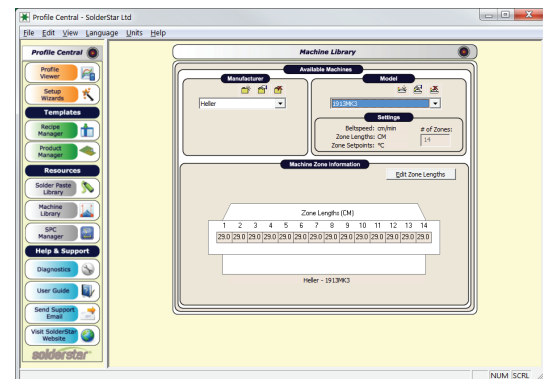 Profile Central - SolderStar Ltd
File Edit View Language Units Help
Profile Central
Profile Viewer
Setup Wizards
Templates
Recipe Manager
Product Manager
Resources
Solder Paste Library
Machine Library
SPC Manager
Help & Support
Diagnostics
User Guide
Send Support Email
Visit SolderStar Website
solderstar
Machine Library
Available Machines
Manufacturer
Heller
Model
1913MK3
Settings
Beltspeed: cm/min
Zone Lengths: CM
Zone Setpoints: °C
# of Zones:
14
Machine Zone Information
Edit Zone Lengths
Zone Lengths (CM)
1 2 3 4 5 6 7 8 9 10 11 12 13 14
29.0 29.0 29.0 29.0 29.0 29.0 29.0 29.0 29.0 29.0 29.0 29.0 29.0 29.0
Heller - 1913MK3
NUM SCRL